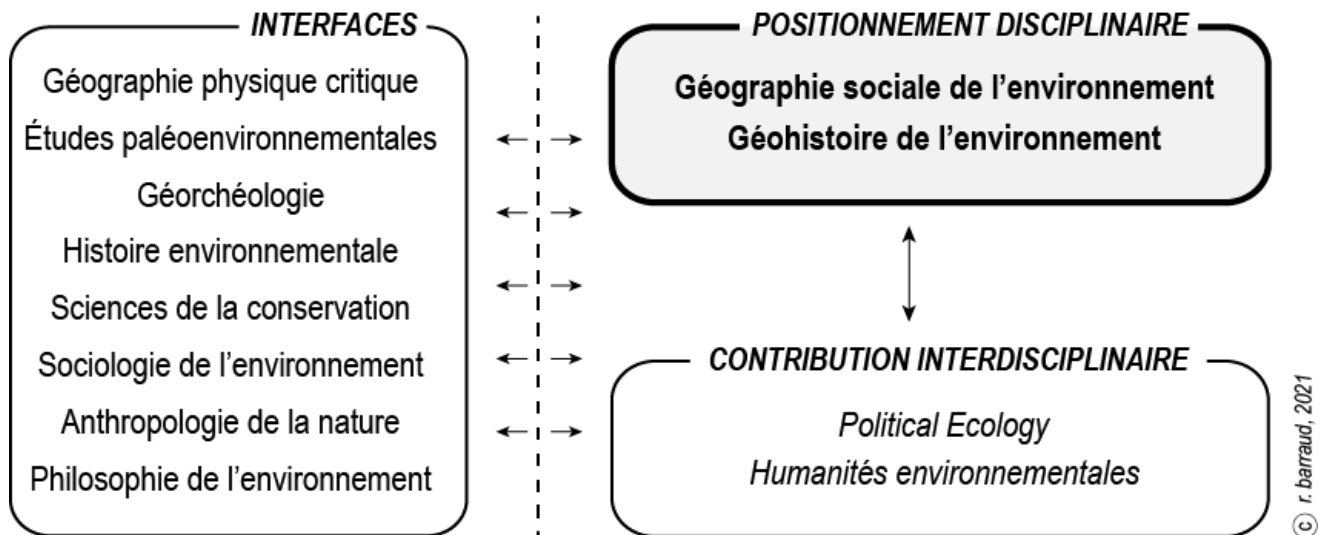 INTERFACES
Géographie physique critique
Études paléoenvironnementales
Géorchéologie
Histoire environnementale
Sciences de la conservation
Sociologie de l'environnement
Anthropologie de la nature
Philosophie de l'environnement
POSITIONNEMENT DISCIPLINAIRE
Géographie sociale de l'environnement
Géohistoire de l'environnement
CONTRIBUTION INTERDISCIPLINAIRE
Political Ecology
Humanités environnementales
© r. barraud, 2021